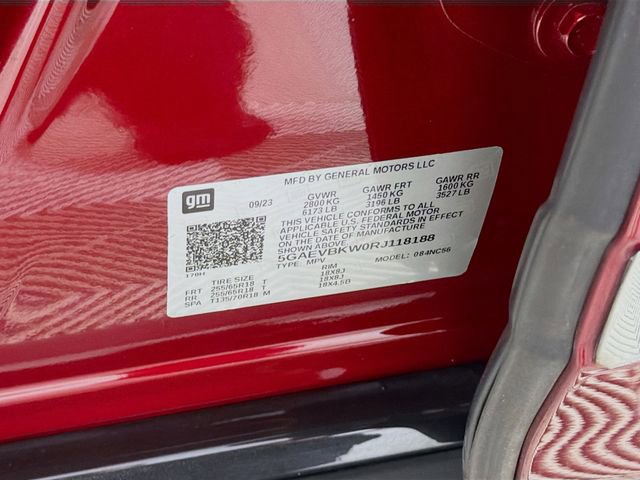 MFD BY GENERAL MOTORS LLC
gm
09/23 GVWR GAWR FRT GAWR RR
2800 KG 1450 KG 1600 KG
6173 LB 3196 LB 3527 LB
THIS VEHICLE CONFORMS TO ALL
APPLICABLE U.S. FEDERAL MOTOR
VEHICLE SAFETY STANDARDS IN EFFECT
ON THE DATE OF MANUFACTURE
SHOWN ABOVE.
5GAEVBKW0RJ118188
TYPE: MPV MODEL: 084NC56
170H
TIRE SIZE RIM
FRT 255/65R18 T 18X8J
RR 255/65R18 T 18X8J
SPA T135/70R18 M 18X4.5B